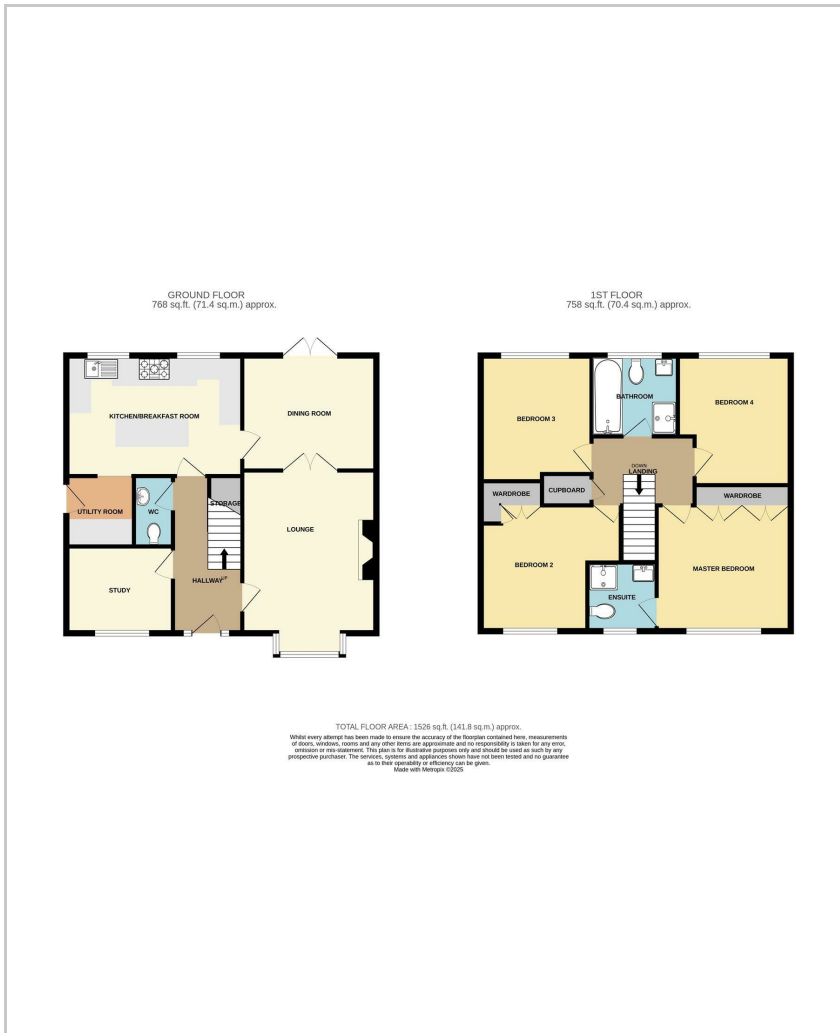 GROUND FLOOR
768 sq.ft. (71.4 sq.m.) approx.
KITCHEN/BREAKFAST ROOM
DINING ROOM
UTILITY ROOM
WC
STORAGE
LOUNGE
STUDY
HALLWAY
UP
1ST FLOOR
758 sq.ft. (70.4 sq.m.) approx.
BEDROOM 3
BATHROOM
BEDROOM 4
DOWN
LANDING
WARDROBE
CUPBOARD
WARDROBE
BEDROOM 2
MASTER BEDROOM
ENSUITE
TOTAL FLOOR AREA : 1526 sq.ft. (141.8 sq.m.) approx.
Whilst every attempt has been made to ensure the accuracy of the floorplan contained here, measurements
of doors, windows, rooms and any other items are approximate and no responsibility is taken for any error,
omission or mis-statement. This plan is for illustrative purposes only and should be used as such by any
prospective purchaser. The services, systems and appliances shown have not been tested and no guarantee
as to their operability or efficiency can be given.
Made with Metropix ©2025